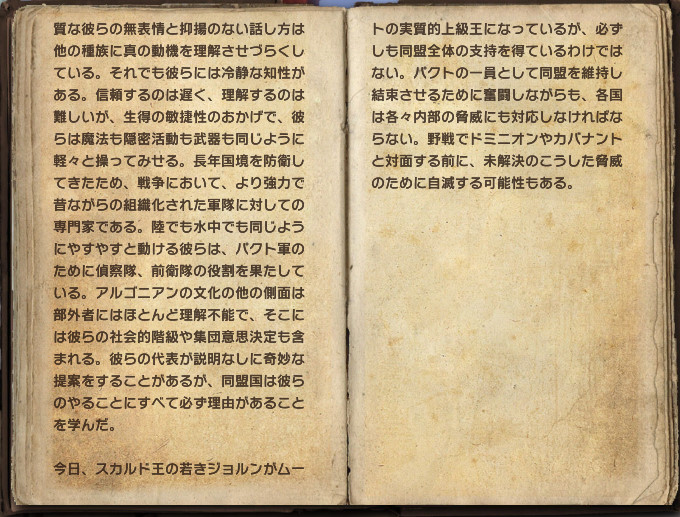 質な彼らの無表情と抑揚のない話し方は
他の種族に真の動機を理解させづらくし
ている。それでも彼らには冷静な知性が
ある。信頼するのは遅く、理解するのは
難しいが、生得の敏捷性のおかげで、彼
らは魔法も隠密活動も武器も同じように
軽々と操ってみせる。長年国境を防衛し
てきたため、戦争において、より強力で
昔ながらの組織化された軍隊に対しての
専門家である。陸でも水中でも同じよう
にやすやすと動ける彼らは、パクト軍の
ために偵察隊、前衛隊の役割を果たして
いる。アルゴニアンの文化の他の側面は
部外者にはほとんど理解不能で、そこに
は彼らの社会的階級や集団意思決定も含
まれる。彼らの代表が説明なしに奇妙な
提案をすることがあるが、同盟国は彼ら
のやることにすべて必ず理由があること
を学んだ。
今日、スカルド王の若きジョルンがムー
トの実質的上級王になっているが、必ず
しも同盟全体の支持を得ているわけでは
ない。パクトの一員として同盟を維持し
結束させるために奮闘しながらも、各国
は各々内部の脅威にも対応しなければな
らない。野戦でドミニオンやカバナント
と対面する前に、未解決のこうした脅威
のために自滅する可能性もある。